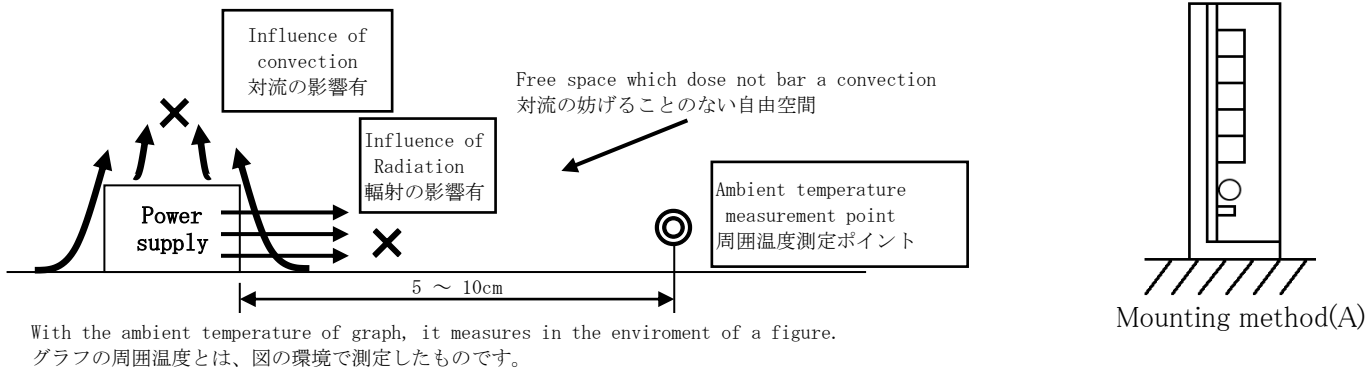 Influence of
convection
対流の影響有
Free space which dose not bar a convection
対流の妨げることのない自由空間
Influence of
Radiation
輻射の影響有
Power
supply
Ambient temperature
measurement point
周囲温度測定ポイント
5 ～ 10cm
With the ambient temperature of graph, it measures in the enviroment of a figure.
グラフの周囲温度とは、図の環境で測定したものです。
Mounting method(A)